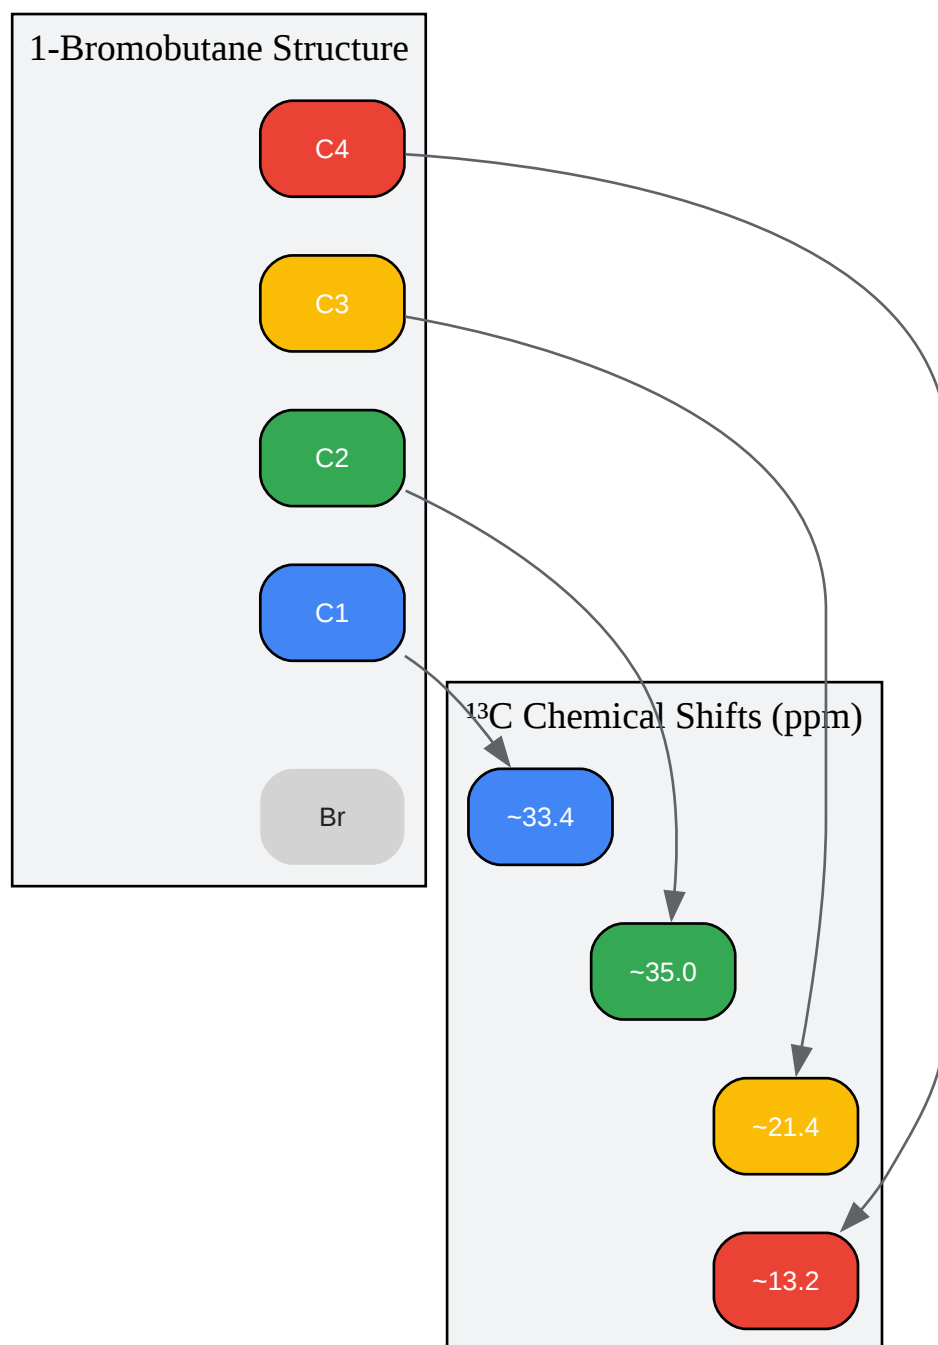 1-Bromobutane Structure
C4
C3
C2
C1
Br
¹³C Chemical Shifts (ppm)
~33.4
~35.0
~21.4
~13.2